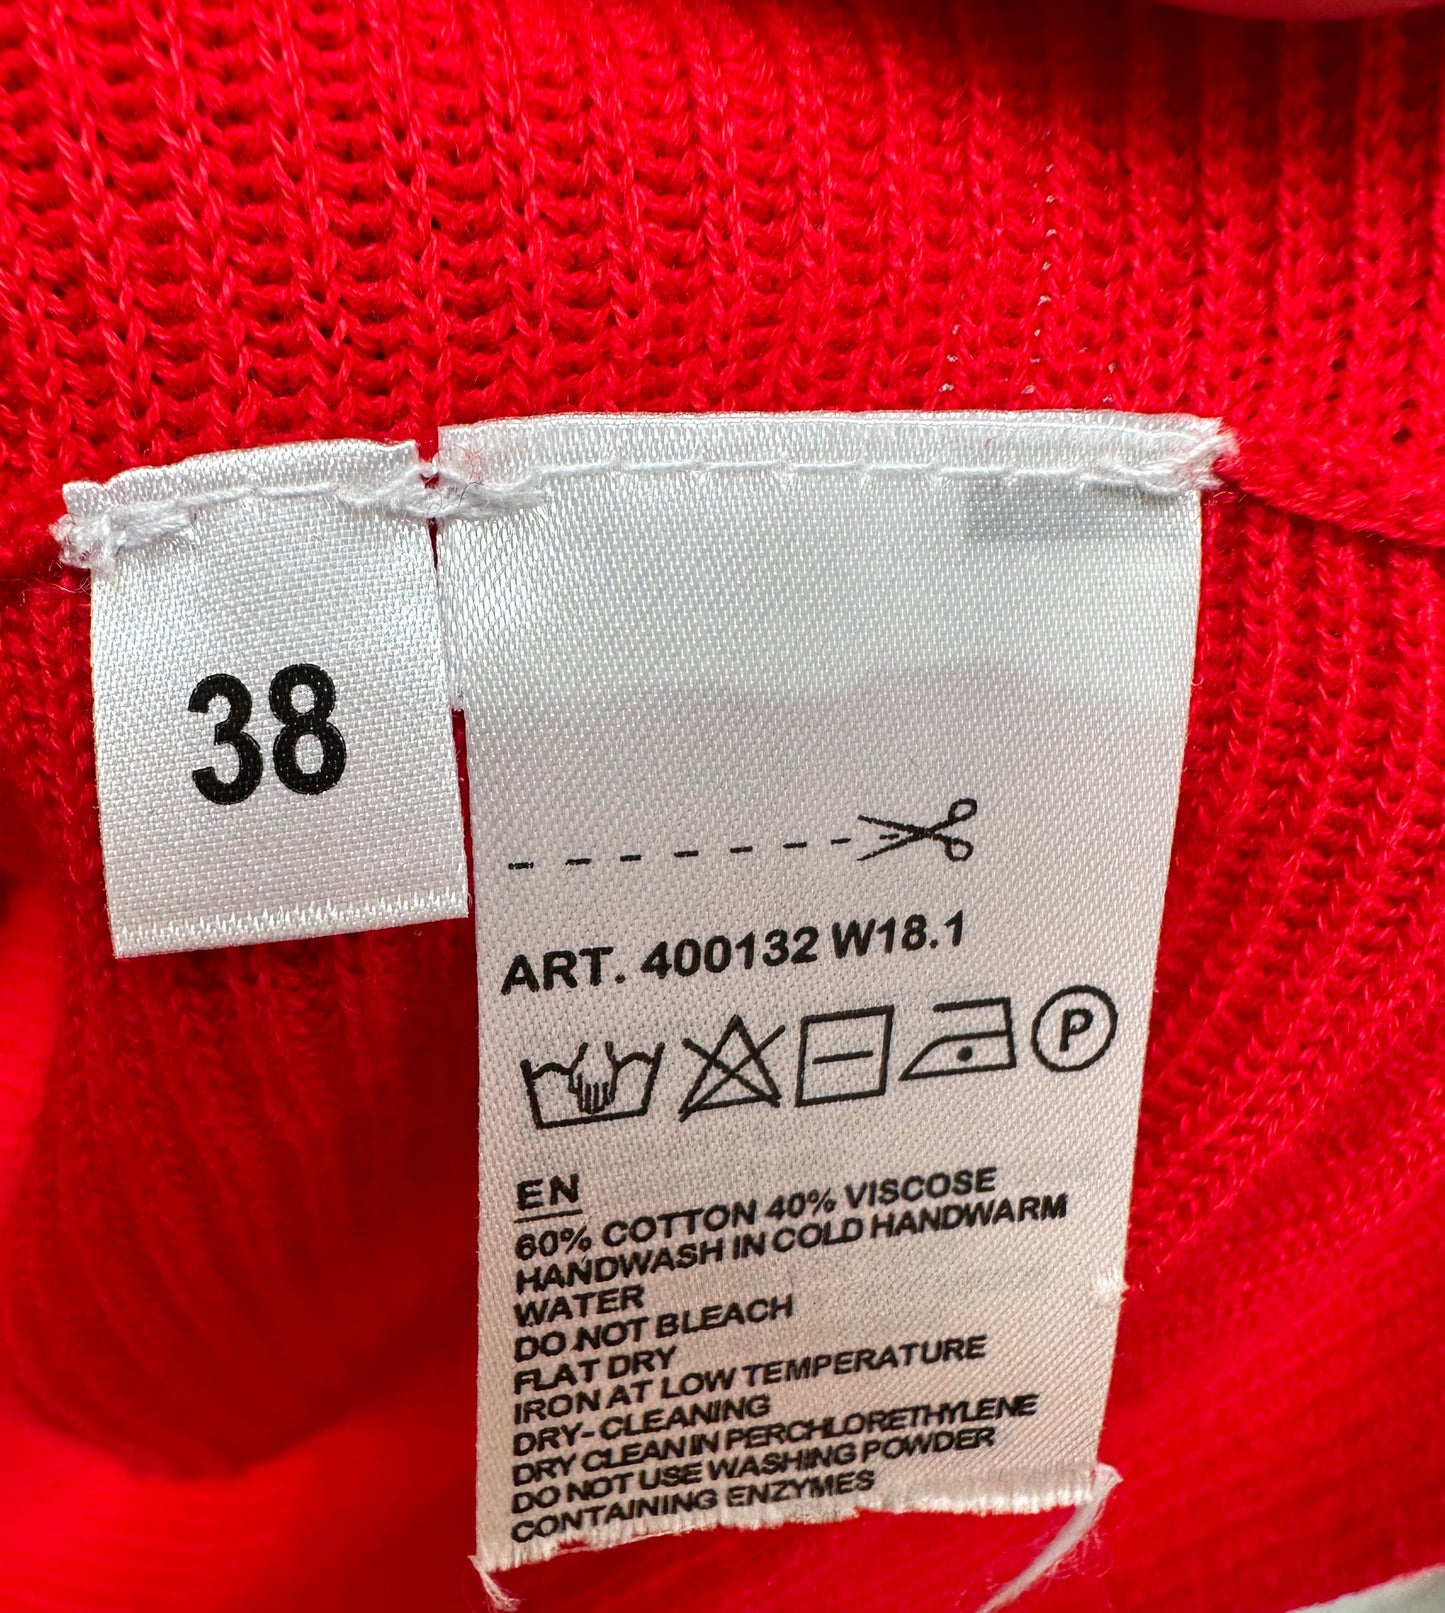 38
ART. 400132 W18.1
P
EN
60% COTTON 40% VISCOSE
HANDWASH IN COLD HANDWARM
WATER
DO NOT BLEACH
FLAT DRY
IRON AT LOW TEMPERATURE
DRY-CLEANING
DRY CLEAN IN PERCHLORETHYLENE
DO NOT USE WASHING POWDER
CONTAINING ENZYMES